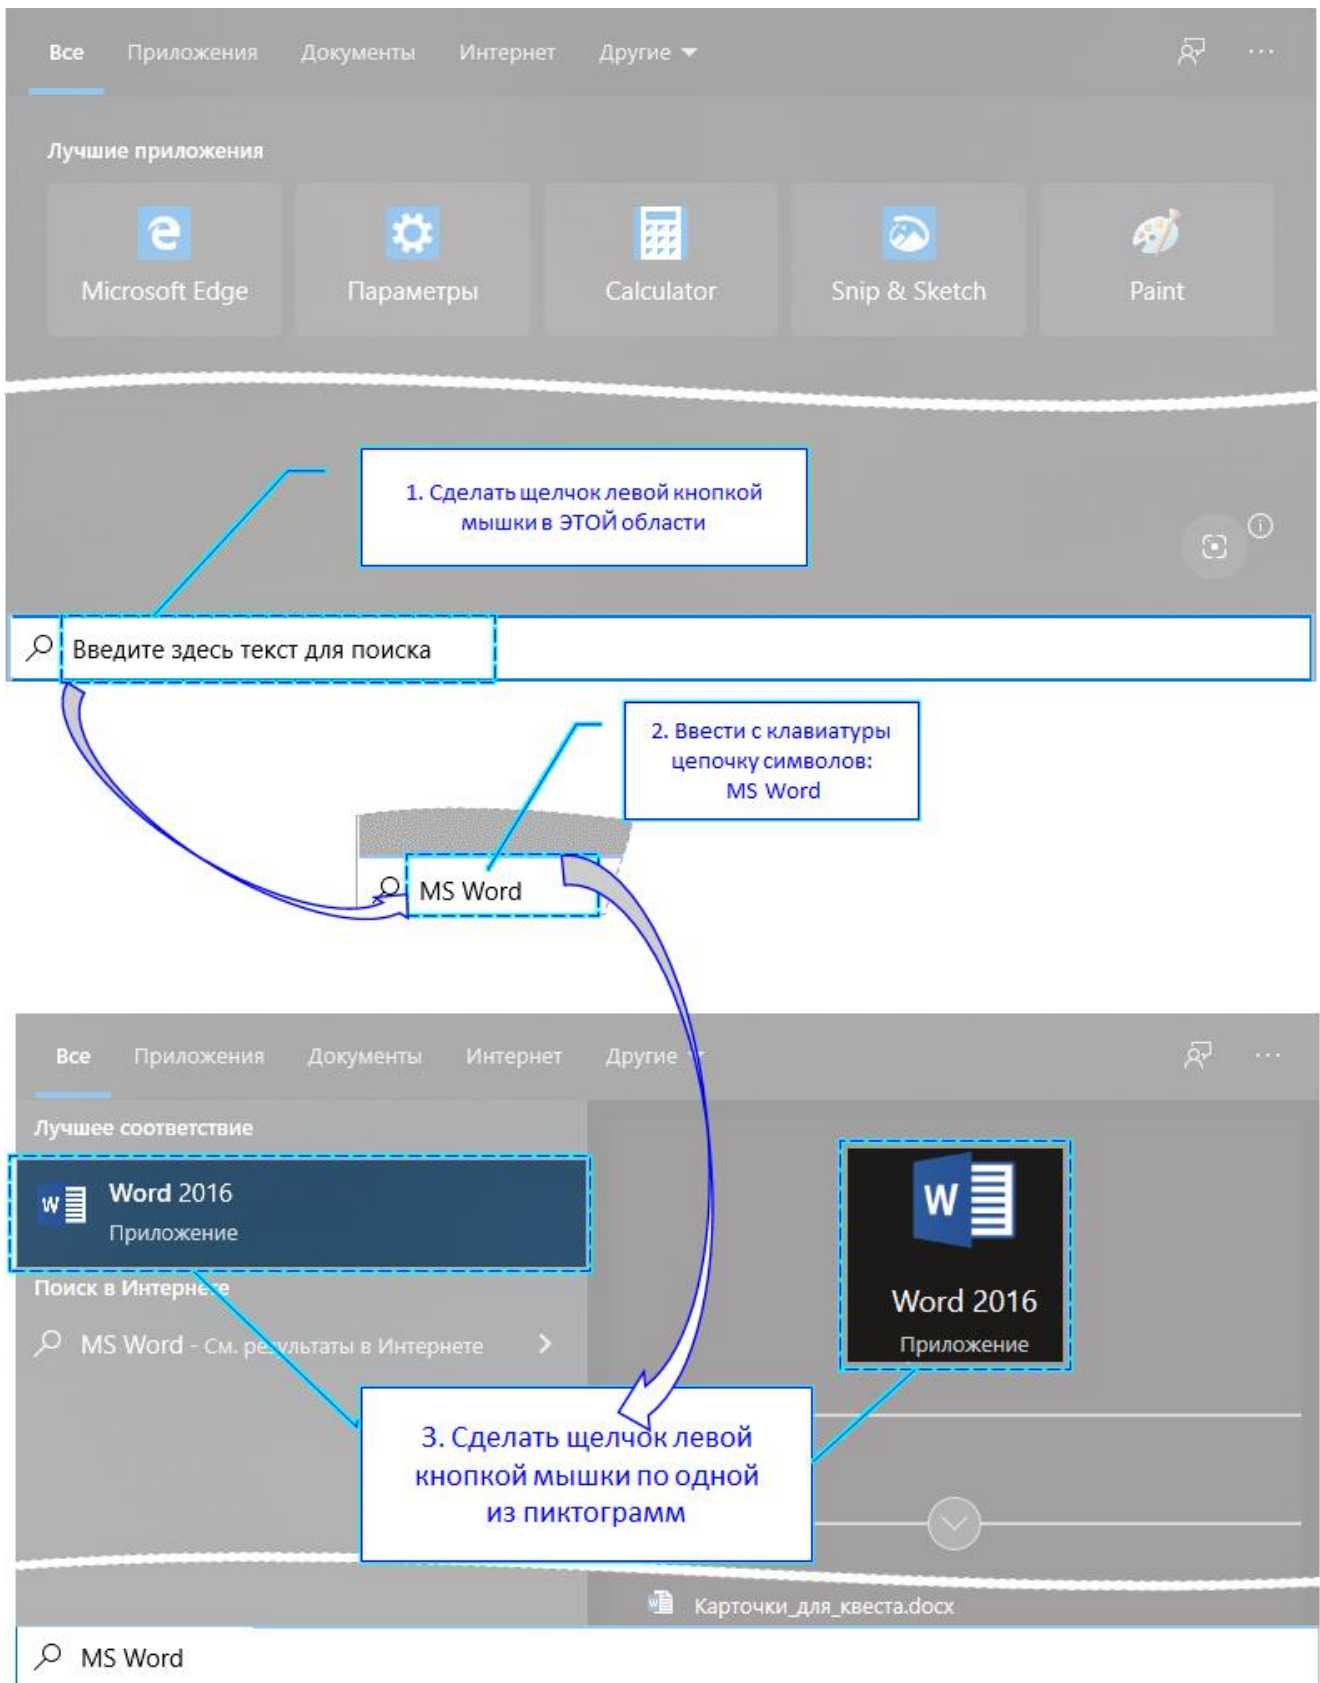 Все Приложения Документы Интернет Другие
Лучшие приложения
Microsoft Edge Параметры Calculator Snip & Sketch Paint
1. Сделать щелчок левой кнопкой
мышки в ЭТОЙ области
Введите здесь текст для поиска
2. Ввести с клавиатуры
цепочку символов:
MS Word
MS Word
Все Приложения Документы Интернет Другие
Лучшее соответствие
Word 2016
Приложение
Word 2016
Приложение
Поиск в Интернете
MS Word - См. результаты в Интернете
3. Сделать щелчок левой
кнопкой мышки по одной
из пиктограмм
Карточки_для_квеста.docx
MS Word